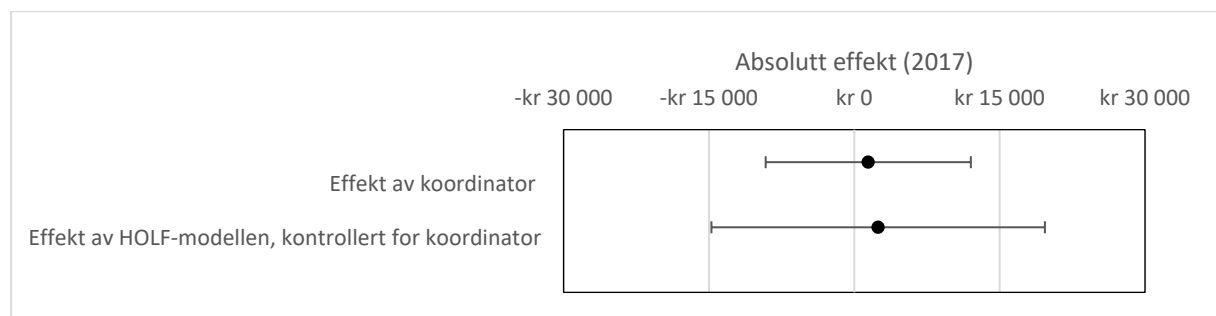 Absolutt effekt (2017)
-kr 30 000 -kr 15 000 kr 0 kr 15 000 kr 30 000
Effekt av koordinator
Effekt av HOLF-modellen, kontrollert for koordinator